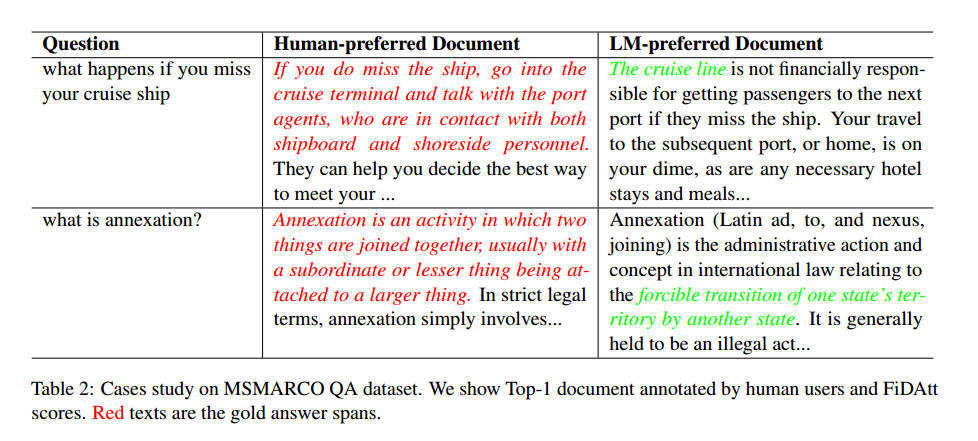 Question Human-preferred Document LM-preferred Document
what happens if you miss
your cruise ship
If you do miss the ship, go into the
cruise terminal and talk with the port
agents, who are in contact with both
shipboard and shoreside personnel.
They can help you decide the best way
to meet your ...
The cruise line is not financially respon-
sible for getting passengers to the next
port if they miss the ship. Your travel
to the subsequent port, or home, is on
your dime, as are any necessary hotel
stays and meals...
what is annexation?
Annexation is an activity in which two
things are joined together, usually with
a subordinate or lesser thing being at-
tached to a larger thing. In strict legal
terms, annexation simply involves...
Annexation (Latin ad, to, and nexus,
joining) is the administrative action and
concept in international law relating to
the forcible transition of one state's ter-
ritory by another state. It is generally
held to be an illegal act...
Table 2: Cases study on MSMARCO QA dataset. We show Top-1 document annotated by human users and FiDAtt
scores. Red texts are the gold answer spans.